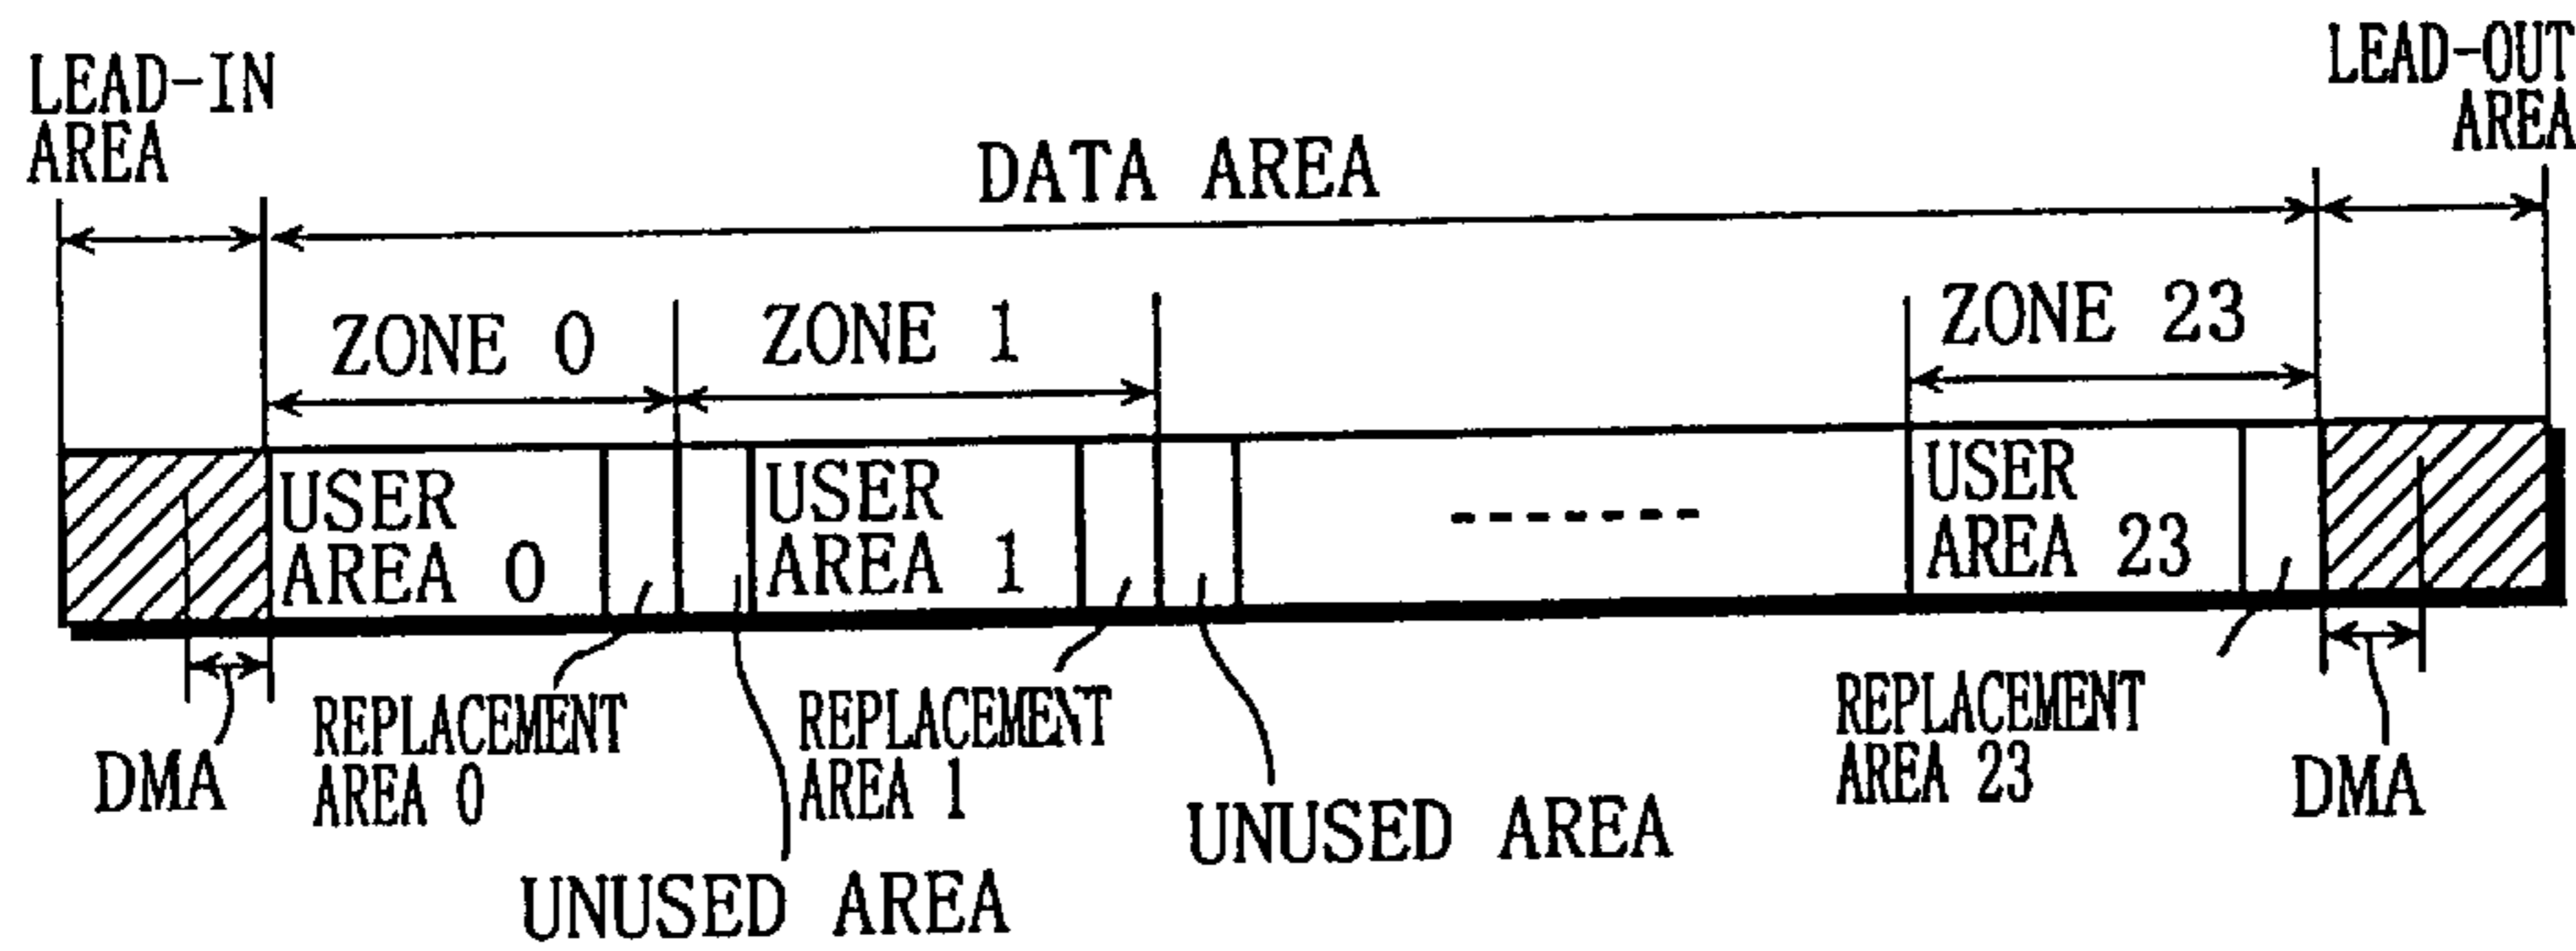 LEAD-IN
AREA
LEAD-OUT
AREA
DATA AREA
ZONE 0
ZONE 1
ZONE 23
USER
AREA 0
USER
AREA 1
-------
USER
AREA 23
DMA
REPLACEMENT
AREA 0
UNUSED AREA
REPLACEMENT
AREA 1
UNUSED AREA
REPLACEMENT
AREA 23
DMA